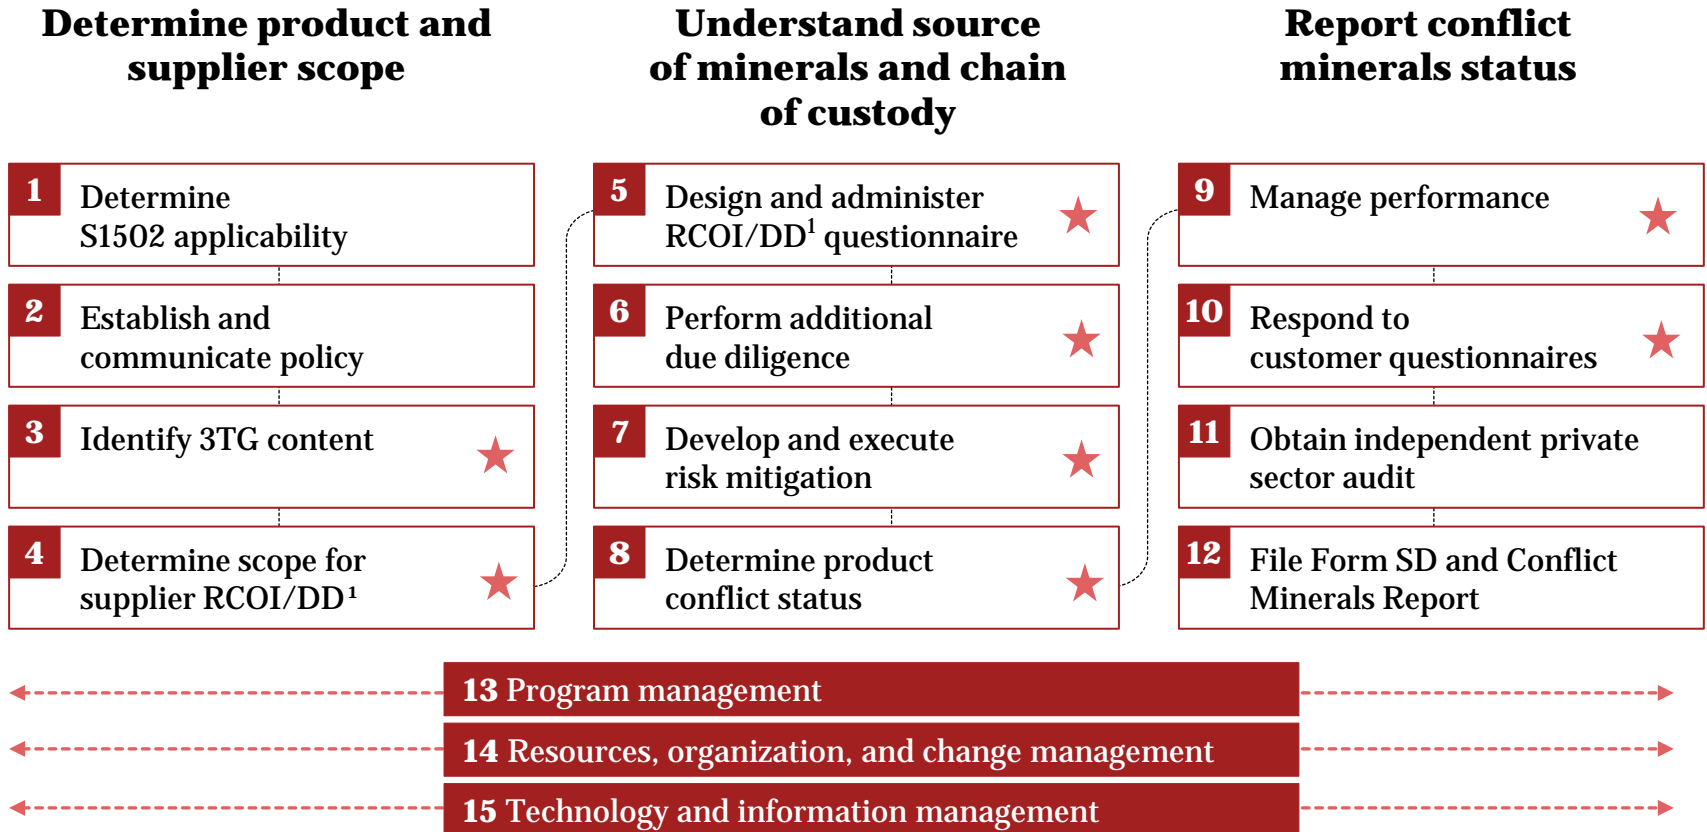 Determine product and
supplier scope
1 Determine
S1502 applicability
2 Establish and
communicate policy
3 Identify 3TG content
4 Determine scope for
supplier RCOI/DD¹
Understand source
of minerals and chain
of custody
5 Design and administer
RCOI/DD¹ questionnaire
6 Perform additional
due diligence
7 Develop and execute
risk mitigation
8 Determine product
conflict status
Report conflict
minerals status
9 Manage performance
10 Respond to
customer questionnaires
11 Obtain independent private
sector audit
12 File Form SD and Conflict
Minerals Report
13 Program management
14 Resources, organization, and change management
15 Technology and information management